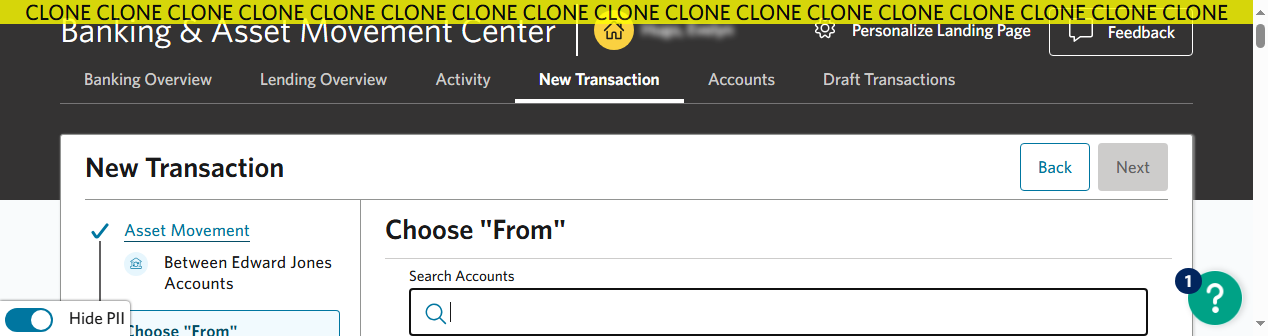 CLONE CLONE CLONE CLONE CLONE CLONE CLONE CLONE CLONE CLONE CLONE CLONE CLONE CLONE CLONE CLONE CLONE
Banking & Asset Movement Center
Personalize Landing Page
Feedback
Banking Overview Lending Overview Activity New Transaction Accounts Draft Transactions
New Transaction
Back
Next
Asset Movement
Between Edward Jones
Accounts
Choose "From"
Choose "From"
Search Accounts
1
?
Hide PII